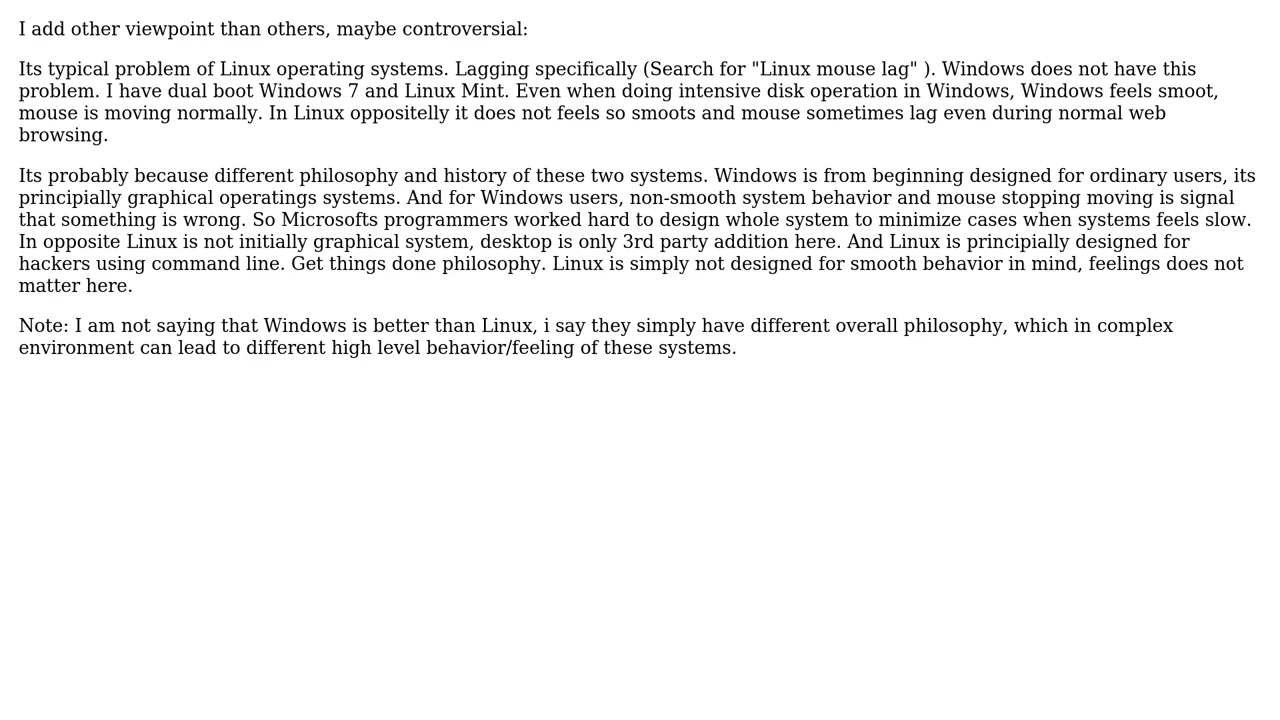 I add other viewpoint than others, maybe controversial:
Its typical problem of Linux operating systems. Lagging specifically (Search for "Linux mouse lag" ). Windows does not have this
problem. I have dual boot Windows 7 and Linux Mint. Even when doing intensive disk operation in Windows, Windows feels smoot,
mouse is moving normally. In Linux oppositelly it does not feels so smoots and mouse sometimes lag even during normal web
browsing.
Its probably because different philosophy and history of these two systems. Windows is from beginning designed for ordinary users, its
principially graphical operatings systems. And for Windows users, non-smooth system behavior and mouse stopping moving is signal
that something is wrong. So Microsofts programmers worked hard to design whole system to minimize cases when systems feels slow.
In opposite Linux is not initially graphical system, desktop is only 3rd party addition here. And Linux is principially designed for
hackers using command line. Get things done philosophy. Linux is simply not designed for smooth behavior in mind, feelings does not
matter here.
Note: I am not saying that Windows is better than Linux, i say they simply have different overall philosophy, which in complex
environment can lead to different high level behavior/feeling of these systems.